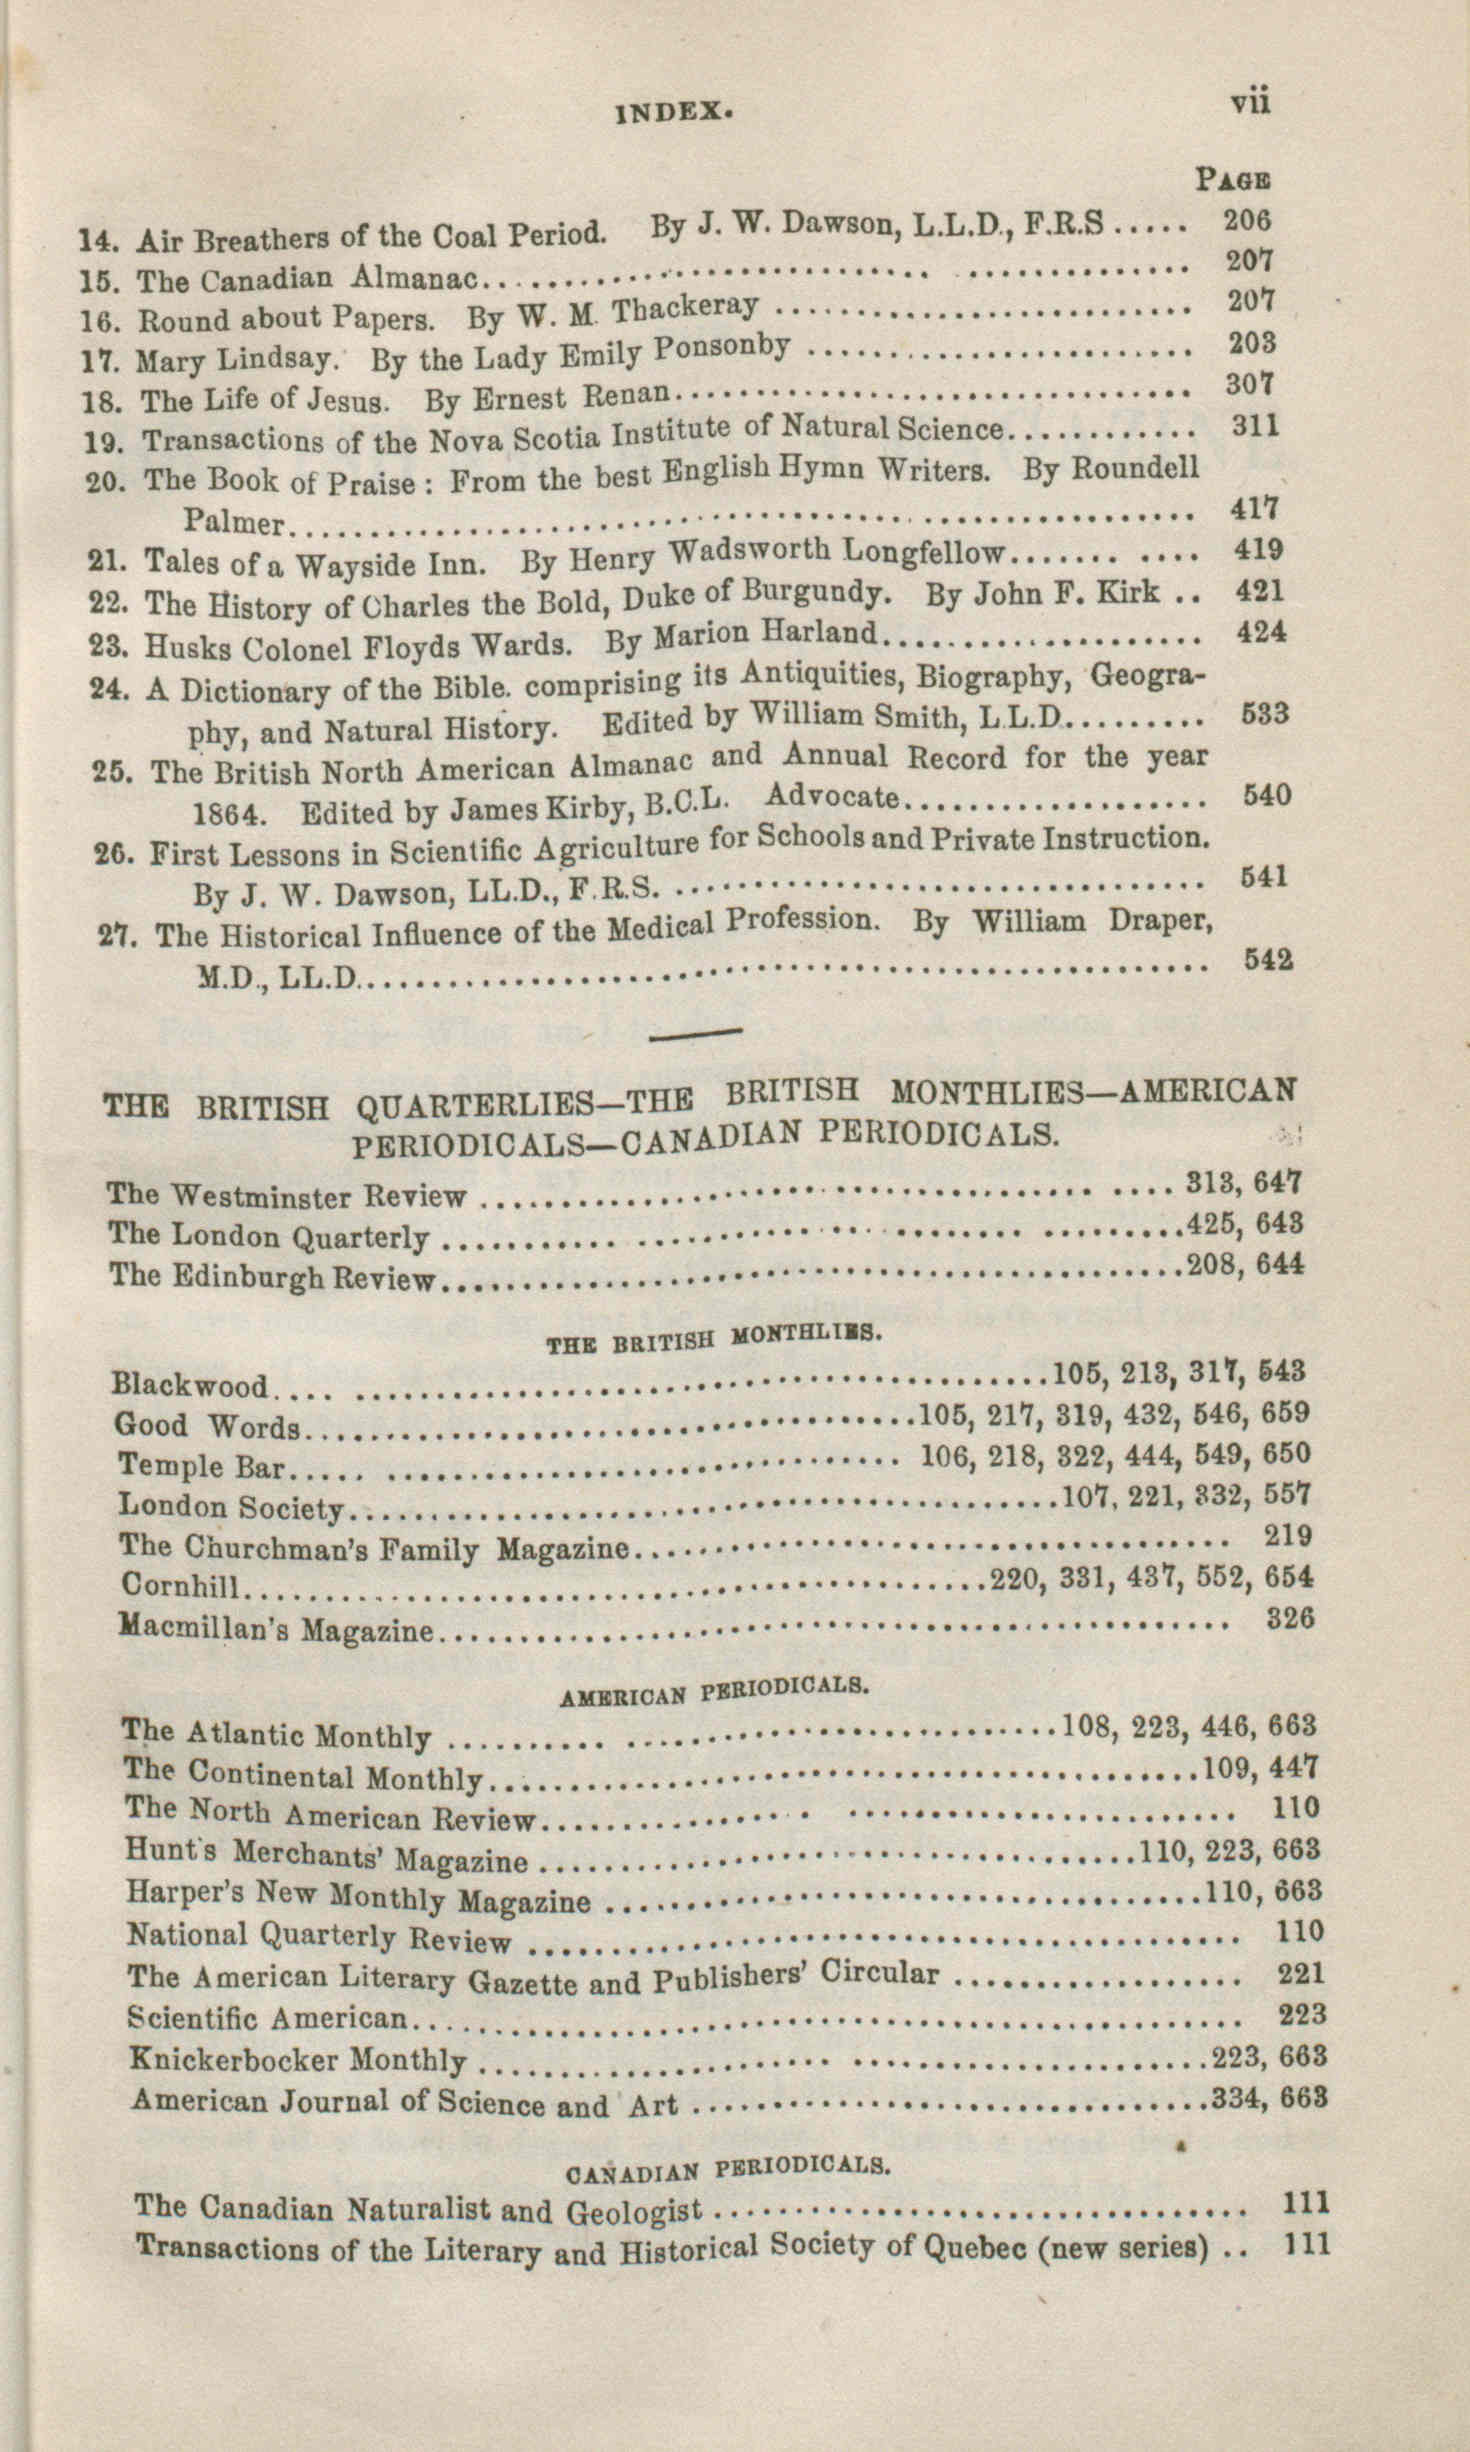 INDEX. vii
PAGE
14. Air Breathers of the Coal Period. By J. W. Dawson, L.L.D., F.R.S ..... 206
15. The Canadian Almanac........................................ 207
16. Round about Papers. By W. M. Thackeray .......................... 207
17. Mary Lindsay. By the Lady Emily Ponsonby ........................ 203
18. The Life of Jesus. By Ernest Renan................................ 307
19. Transactions of the Nova Scotia Institute of Natural Science............ 311
20. The Book of Praise : From the best English Hymn Writers. By Roundell
Palmer........................................................ 417
21. Tales of a Wayside Inn. By Henry Wadsworth Longfellow....... .... 419
22. The History of Charles the Bold, Duke of Burgundy. By John F. Kirk .. 421
23. Husks Colonel Floyds Wards. By Marion Harland.................... 424
24. A Dictionary of the Bible. comprising its Antiquities, Biography, Geogra-
phy, and Natural History. Edited by William Smith, L.L.D......... 533
25. The British North American Almanac and Annual Record for the year
1864. Edited by James Kirby, B.C.L. Advocate................... 540
26. First Lessons in Scientific Agriculture for Schools and Private Instruction.
By J. W. Dawson, LL.D., F.R.S. ................................. 541
27. The Historical Influence of the Medical Profession. By William Draper,
M.D., LL.D..................................................... 542
THE BRITISH QUARTERLIES—THE BRITISH MONTHLIES—AMERICAN
PERIODICALS—CANADIAN PERIODICALS.
The Westminster Review ...................................... .... 313, 647
The London Quarterly ........... ............ .. ........ .........425, 643
The Edinburgh Review..............................................208, 644
THE BRITISH MONTHLIES.
Blackwood.... ...........................................105, 213, 317, 543
Good Words......................................105, 217, 319, 432, 546, 659
Temple Bar..... ................................ 106, 218, 322, 444, 549, 650
London Society............................................107, 221, 332, 557
The Churchman's Family Magazine..................................... 219
Cornhill..............................................220, 331, 437, 552, 654
Macmillan's Magazine................................................. 326
AMERICAN PERIODICALS.
The Atlantic Monthly .......... ...........................108, 223, 446, 663
The Continental Monthly............................................109, 447
The North American Review................. ........................ 110
Hunt's Merchants' Magazine .....................................110, 223, 663
Harper's New Monthly Magazine .....................................110, 663
National Quarterly Review ............................................ 110
The American Literary Gazette and Publishers' Circular .................. 221
Scientific American................................................... 223
Knickerbocker Monthly ...................... ......................223, 663
American Journal of Science and Art ................................334, 663
CANADIAN PERIODICALS.
The Canadian Naturalist and Geologist ................................. 111
Transactions of the Literary and Historical Society of Quebec (new series) .. 111